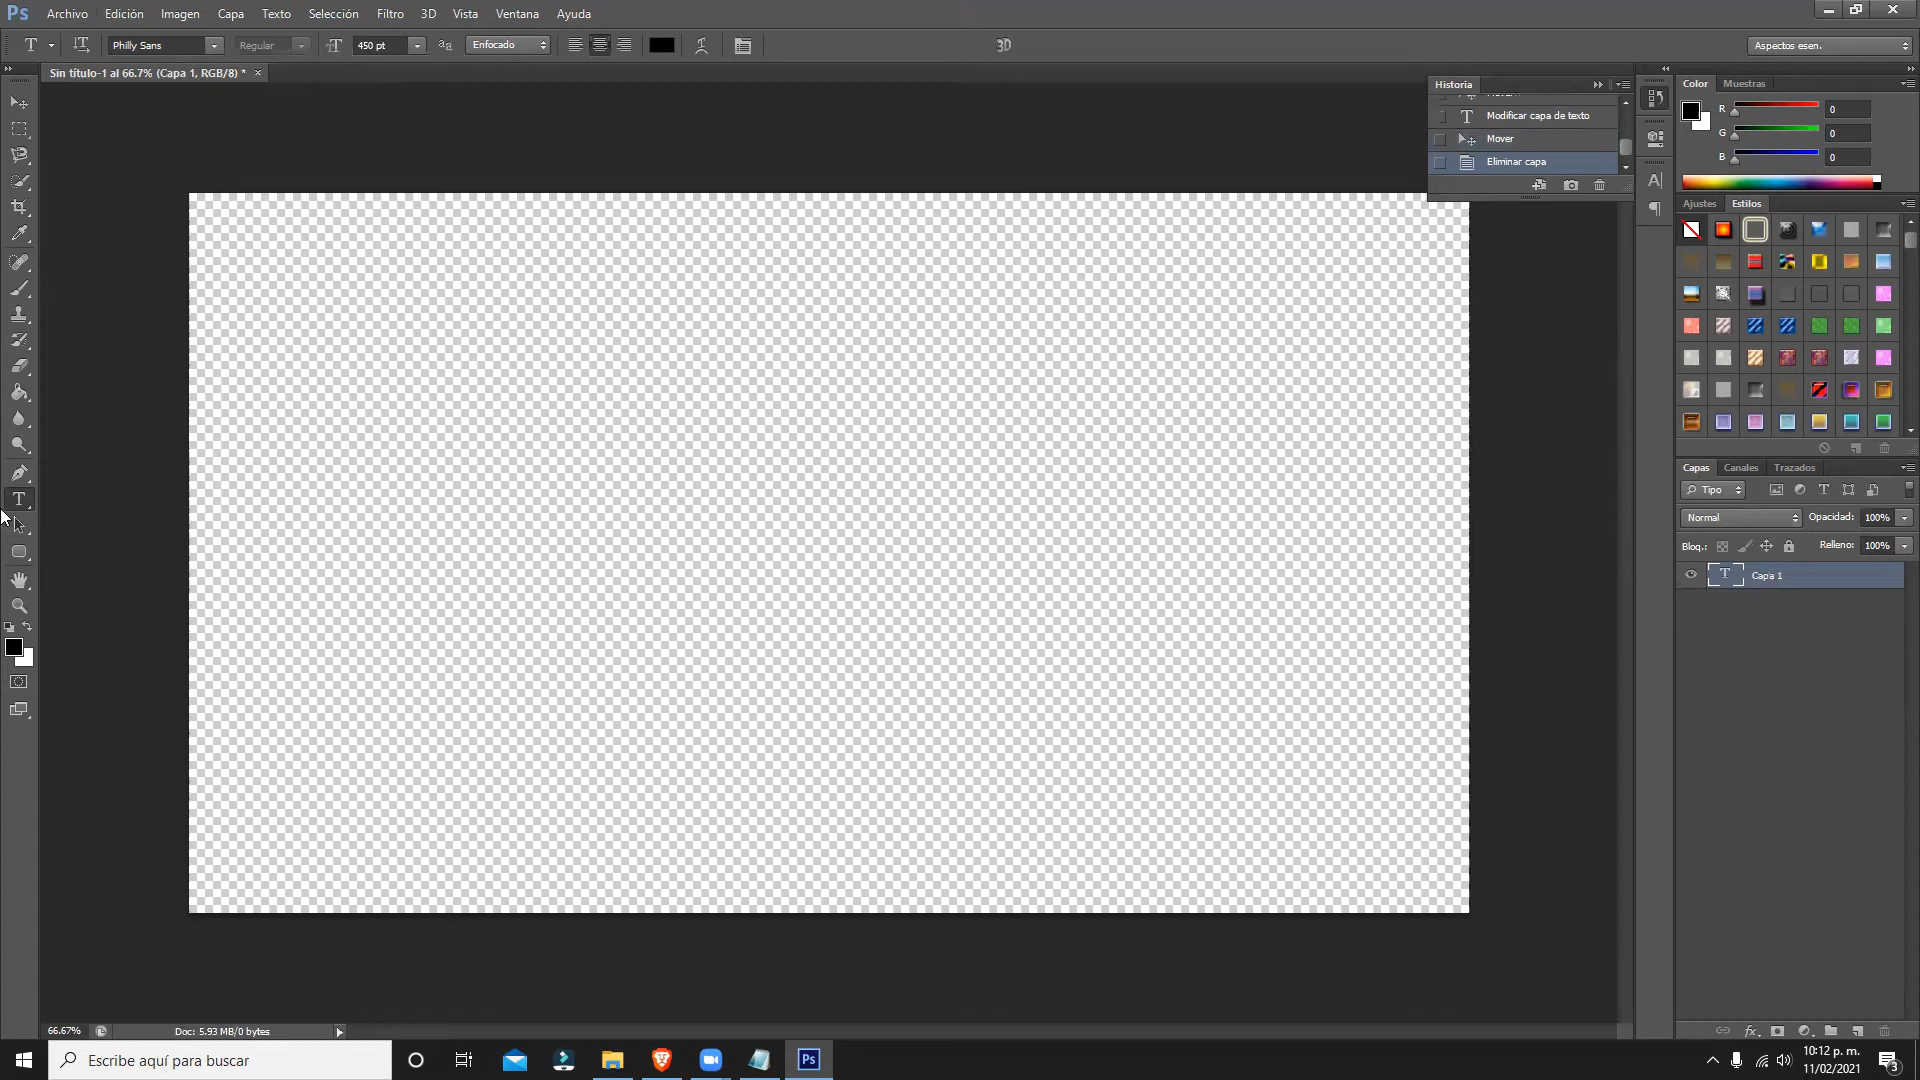 Ps Archivo Edición Imagen Capa Texto Selección Filtro 3D Vista Ventana Ayuda
T Philly Sans Regular 450 pt aa Enfocado 3D Aspectos esen.
Sin título-1 al 66.7% (Capa 1, RGB/8) * ×
Historia
Modificar capa de texto
Mover
Eliminar capa
Color Muestras
R 0
G 0
B 0
Ajustes Estilos
Capas Canales Trazados
Tipo
Normal Opacidad: 100%
Bloq.: Relleno: 100%
T Capa 1
66.67% Doc: 5.93 MB/0 bytes
Escribe aquí para buscar
Ps
10:12 p. m.
11/02/2021
3